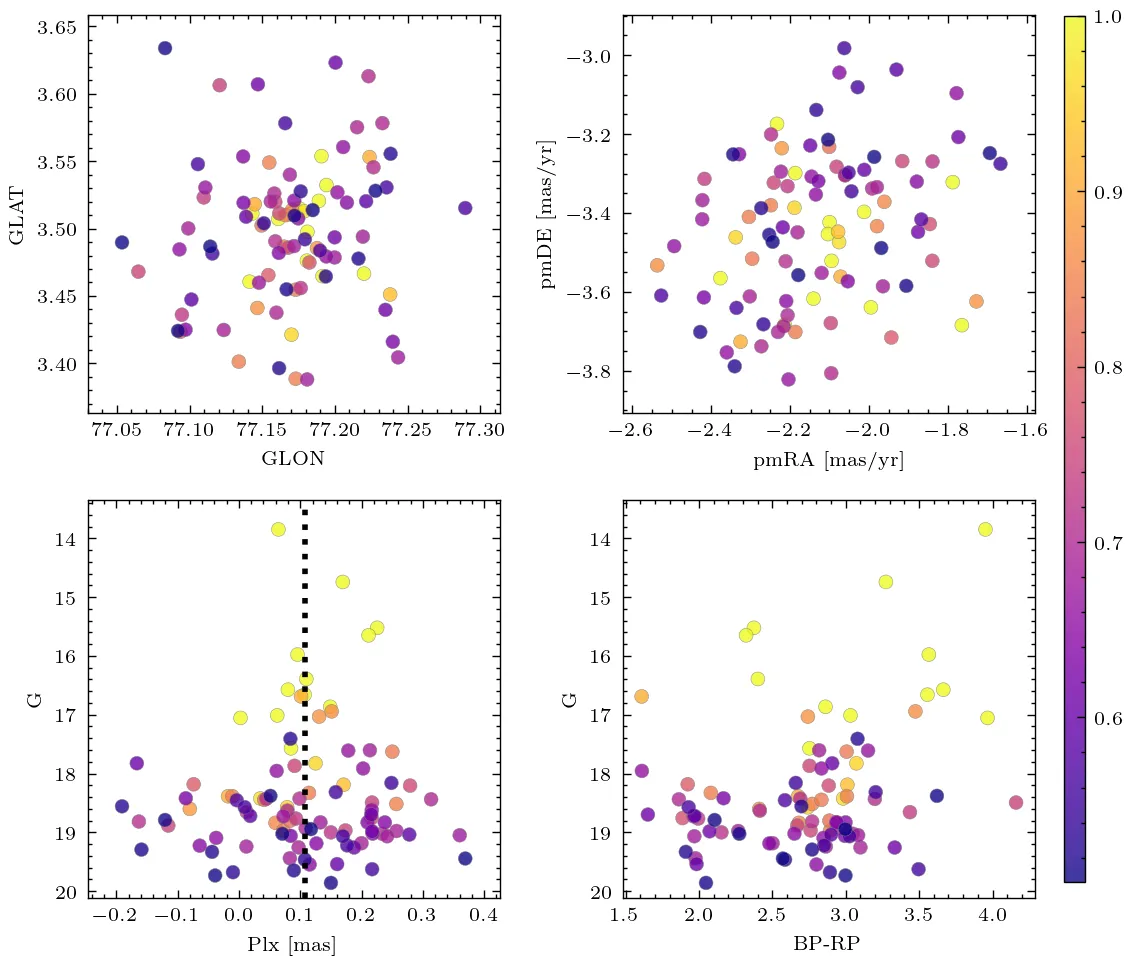 3.65
3.60
3.55
3.50
3.45
3.40
GLAT
77.05 77.10 77.15 77.20 77.25 77.30
GLON
−3.0
−3.2
−3.4
−3.6
−3.8
pmDE [mas/yr]
−2.6 −2.4 −2.2 −2.0 −1.8 −1.6
pmRA [mas/yr]
14
15
16
17
18
19
20
G
−0.2 −0.1 0.0 0.1 0.2 0.3 0.4
Plx [mas]
14
15
16
17
18
19
20
G
1.5 2.0 2.5 3.0 3.5 4.0
BP-RP
1.0
0.9
0.8
0.7
0.6